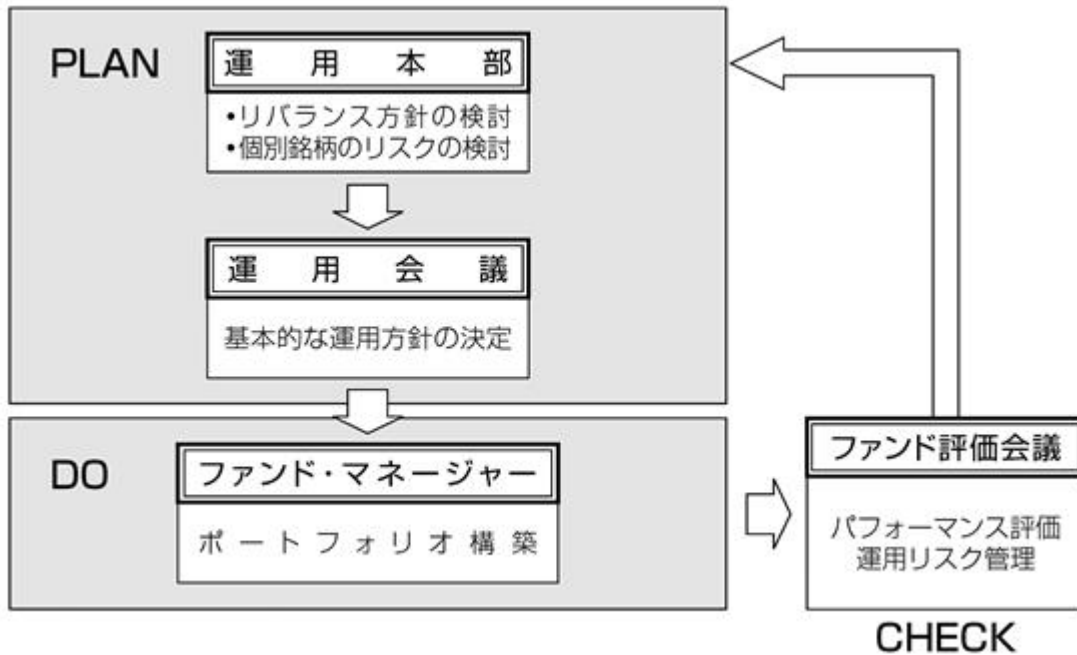 PLAN
運用本部
•リバランス方針の検討
•個別銘柄のリスクの検討
運用会議
基本的な運用方針の決定
DO
ファンド・マネージャー
ポートフォリオ構築
ファンド評価会議
パフォーマンス評価
運用リスク管理
CHECK